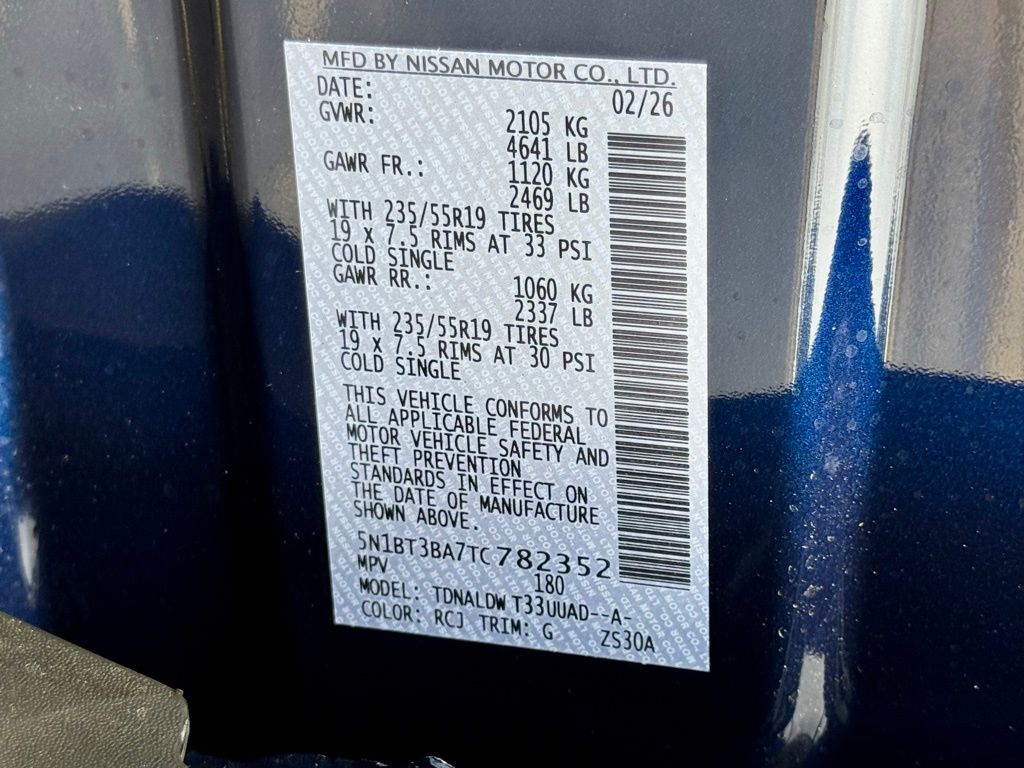 MFD BY NISSAN MOTOR CO., LTD.
DATE: 02/26
GVWR: 2105 KG
4641 LB
GAWR FR.: 1120 KG
2469 LB
WITH 235/55R19 TIRES
19 X 7.5 RIMS AT 33 PSI
COLD SINGLE
GAWR RR.: 1060 KG
2337 LB
WITH 235/55R19 TIRES
19 X 7.5 RIMS AT 30 PSI
COLD SINGLE
THIS VEHICLE CONFORMS TO
ALL APPLICABLE FEDERAL
MOTOR VEHICLE SAFETY AND
THEFT PREVENTION
STANDARDS IN EFFECT ON
THE DATE OF MANUFACTURE
SHOWN ABOVE.
5N1BT3BA7TC782352
MPV 180
MODEL: TDNALDW T33UUAD--A-
COLOR: RCJ TRIM: G ZS30A